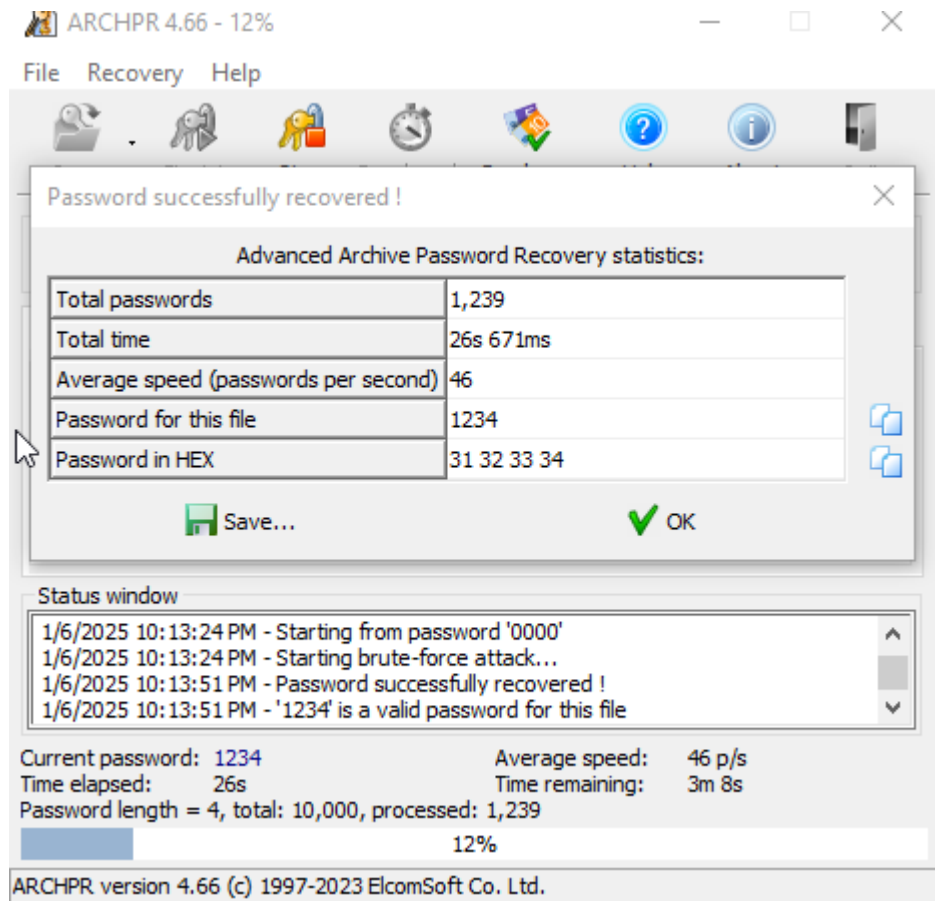 ARCHPR 4.66 - 12%
File Recovery Help
Password successfully recovered !
Advanced Archive Password Recovery statistics:
Total passwords 1,239
Total time 26s 671ms
Average speed (passwords per second) 46
Password for this file 1234
Password in HEX 31 32 33 34
Save... OK
Status window
1/6/2025 10:13:24 PM - Starting from password '0000'
1/6/2025 10:13:24 PM - Starting brute-force attack...
1/6/2025 10:13:51 PM - Password successfully recovered !
1/6/2025 10:13:51 PM - '1234' is a valid password for this file
Current password: 1234 Average speed: 46 p/s
Time elapsed: 26s Time remaining: 3m 8s
Password length = 4, total: 10,000, processed: 1,239
12%
ARCHPR version 4.66 (c) 1997-2023 ElcomSoft Co. Ltd.